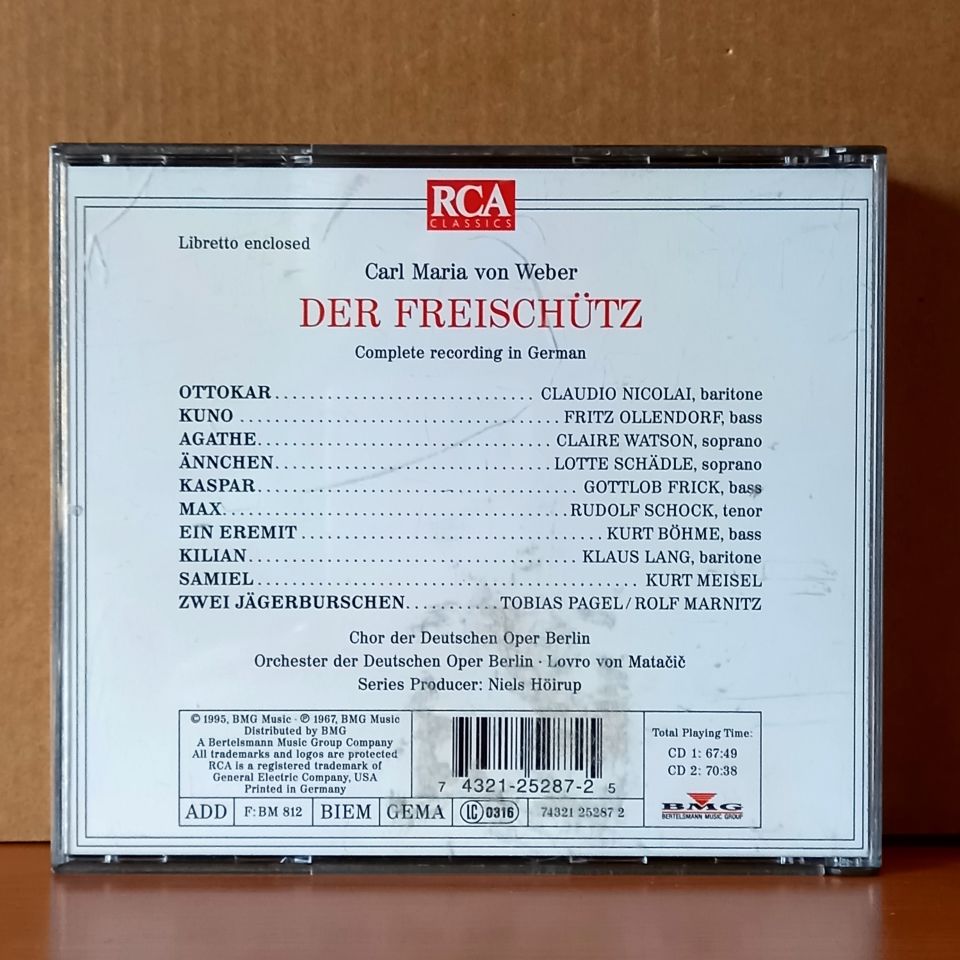 RCA
CLASSICS
Libretto enclosed
Carl Maria von Weber
DER FREISCHÜTZ
Complete recording in German
OTTOKAR................................ CLAUDIO NICOLAI, baritone
KUNO........................................ FRITZ OLLENDORF, bass
AGATHE.................................... CLAIRE WATSON, soprano
ÄNNCHEN.................................. LOTTE SCHÄDLE, soprano
KASPAR........................................ GOTTLOB FRICK, bass
MAX............................................ RUDOLF SCHOCK, tenor
EIN EREMIT..................................... KURT BÖHME, bass
KILIAN........................................ KLAUS LANG, baritone
SAMIEL.............................................. KURT MEISEL
ZWEI JÄGERBURSCHEN.......... TOBIAS PAGEL/ROLF MARNITZ
Chor der Deutschen Oper Berlin
Orchester der Deutschen Oper Berlin · Lovro von Matačič
Series Producer: Niels Höirup
© 1995, BMG Music · ℗ 1967, BMG Music
Distributed by BMG
A Bertelsmann Music Group Company
All trademarks and logos are protected
RCA is a registered trademark of
General Electric Company, USA
Printed in Germany
7 4321-25287-2 5
Total Playing Time:
CD 1: 67:49
CD 2: 70:38
BMG
BERTELSMANN MUSIC GROUP
ADD F: BM 812 BIEM GEMA LC 0316 74321 25287 2